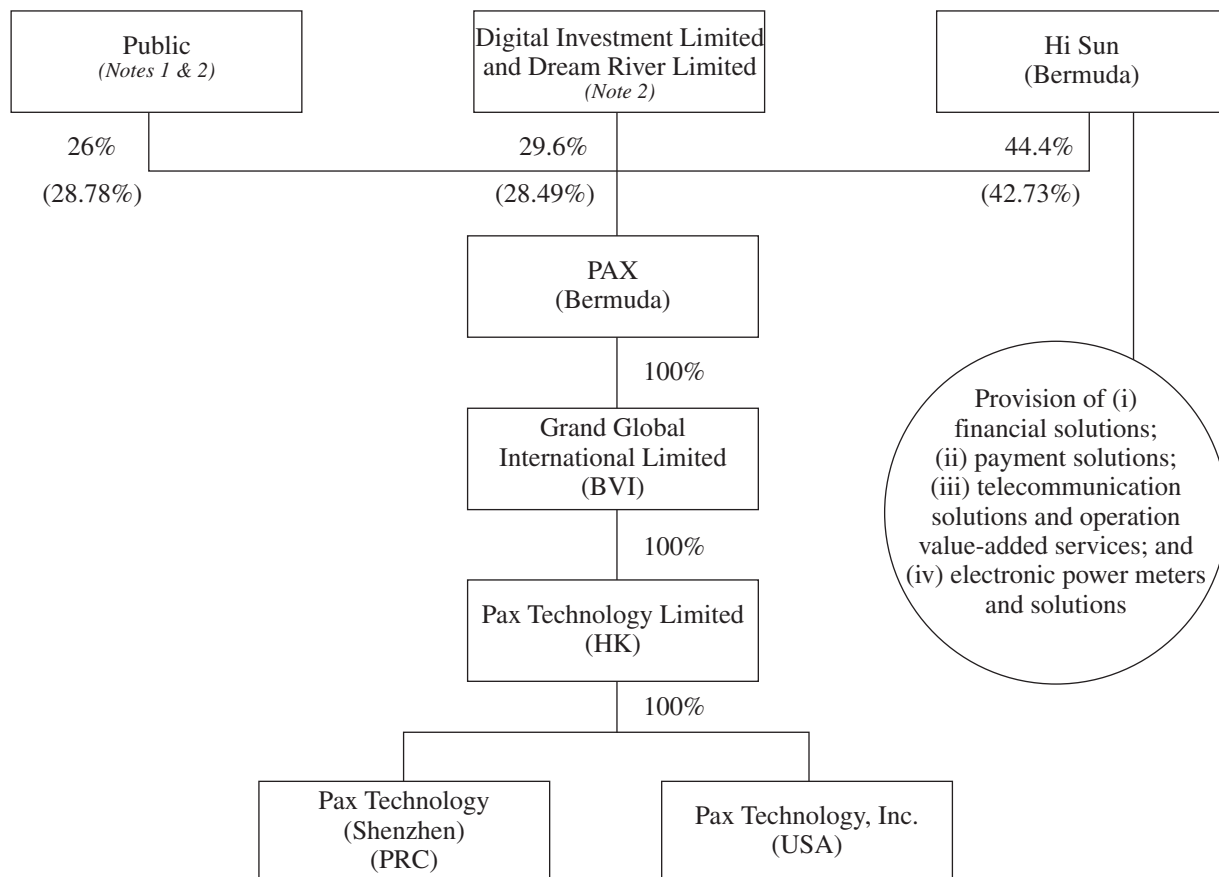 Public
(Notes 1 & 2)
Digital Investment Limited
and Dream River Limited
(Note 2)
Hi Sun
(Bermuda)
26%
29.6%
44.4%
(28.78%)
(28.49%)
(42.73%)
PAX
(Bermuda)
100%
Grand Global
International Limited
(BVI)
100%
Provision of (i)
financial solutions;
(ii) payment solutions;
(iii) telecommunication
solutions and operation
value-added services; and
(iv) electronic power meters
and solutions
Pax Technology Limited
(HK)
100%
Pax Technology
(Shenzhen)
(PRC)
Pax Technology, Inc.
(USA)